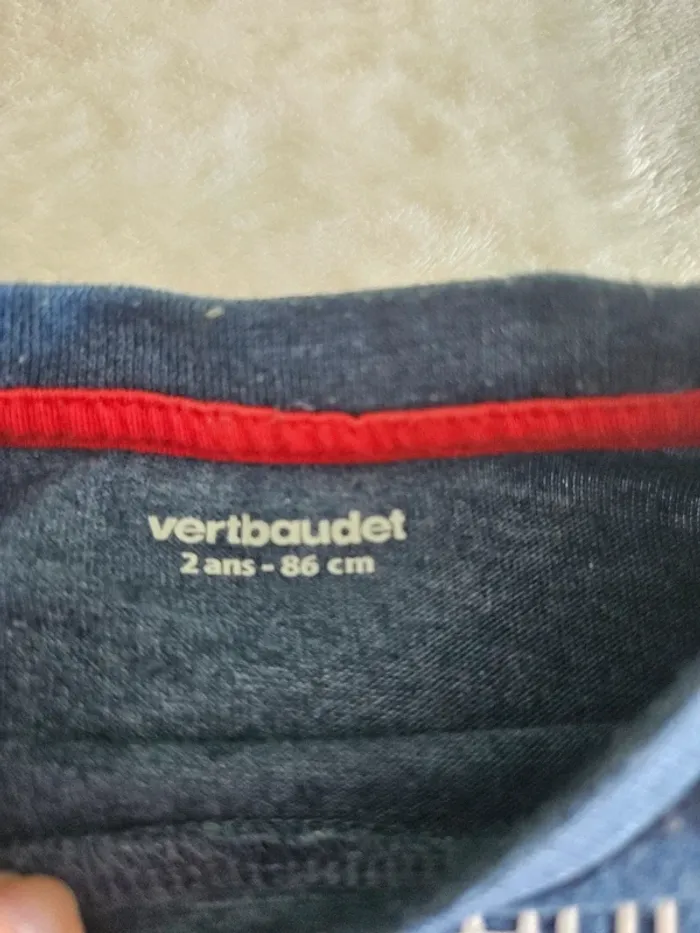 vertbaudet
2 ans - 86 cm